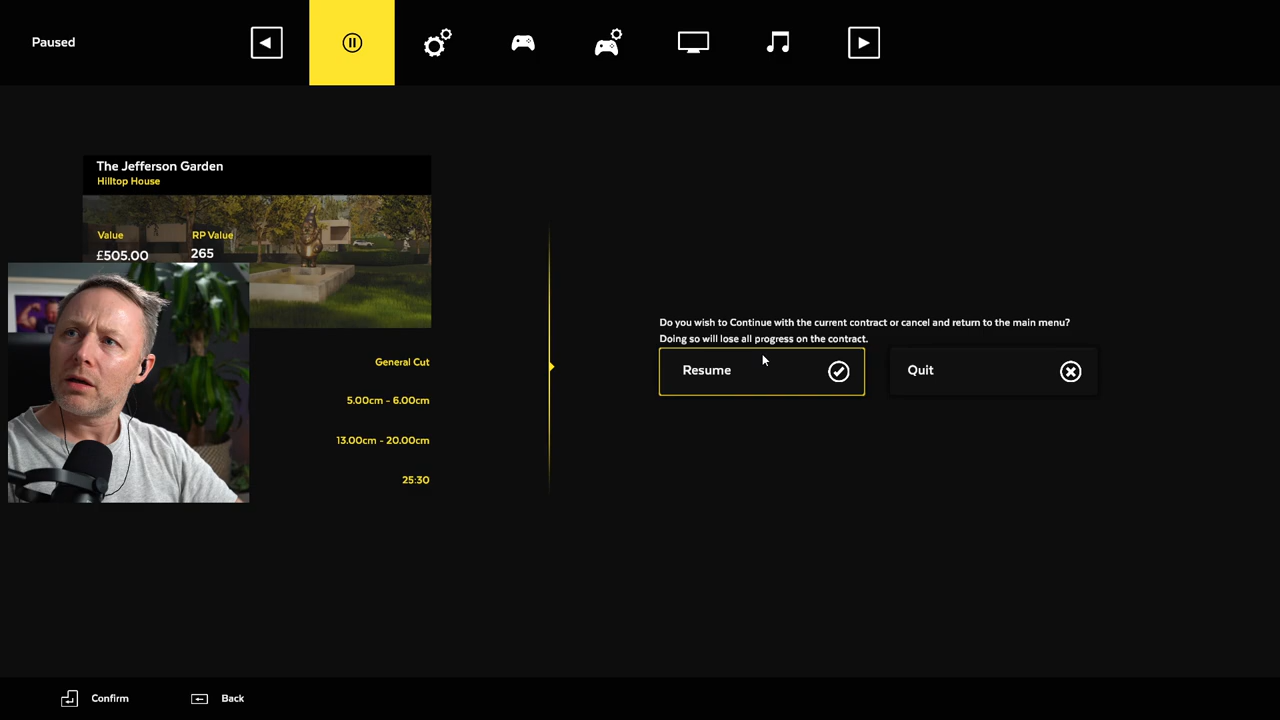 Paused
The Jefferson Garden
Hilltop House
Value
RP Value
£505.00
265
General Cut
5.00cm - 6.00cm
13.00cm - 20.00cm
25:30
Do you wish to Continue with the current contract or cancel and return to the main menu?
Doing so will lose all progress on the contract.
Resume
Quit
Confirm
Back